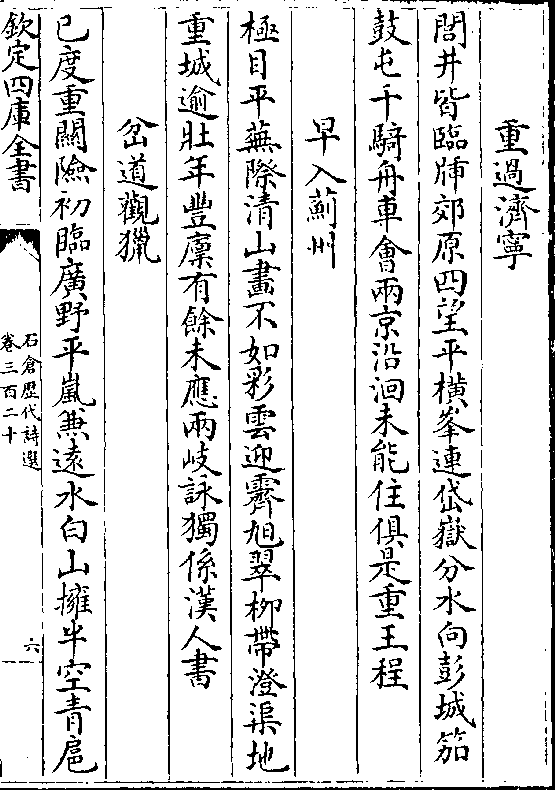 重過濟寧
閭井皆臨牐郊原四望平橫峯連岱嶽分水向彭城笳
鼓屯千騎舟車會兩京沿洄未能住俱是重王程
早入薊州
極目平蕪際清山畫不如彩雲迎霽旭翠柳帶澄渠地
重城逾壯年豐廪有餘未應兩岐詠獨係漢人書
岔道觀獵
已度重關險初臨廣野平嵐兼遠水白山擁半空青扈
欽定四庫全書
石倉歴代詩選
卷三百二十
六